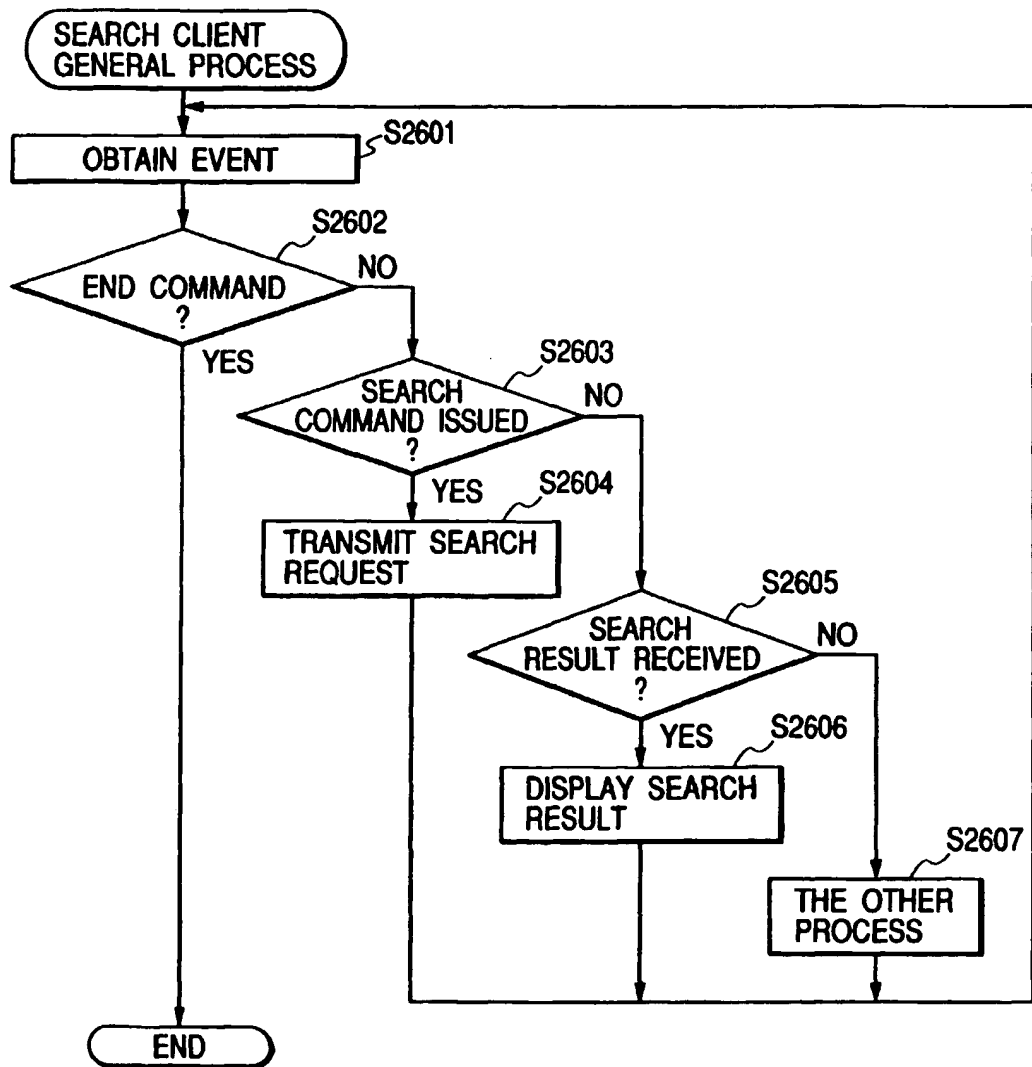 SEARCH CLIENT
GENERAL PROCESS
S2601
OBTAIN EVENT
S2602
END COMMAND
?
NO
YES
S2603
SEARCH
COMMAND ISSUED
?
NO
YES
S2604
TRANSMIT SEARCH
REQUEST
S2605
SEARCH
RESULT RECEIVED
?
NO
YES
S2606
DISPLAY SEARCH
RESULT
S2607
THE OTHER
PROCESS
END